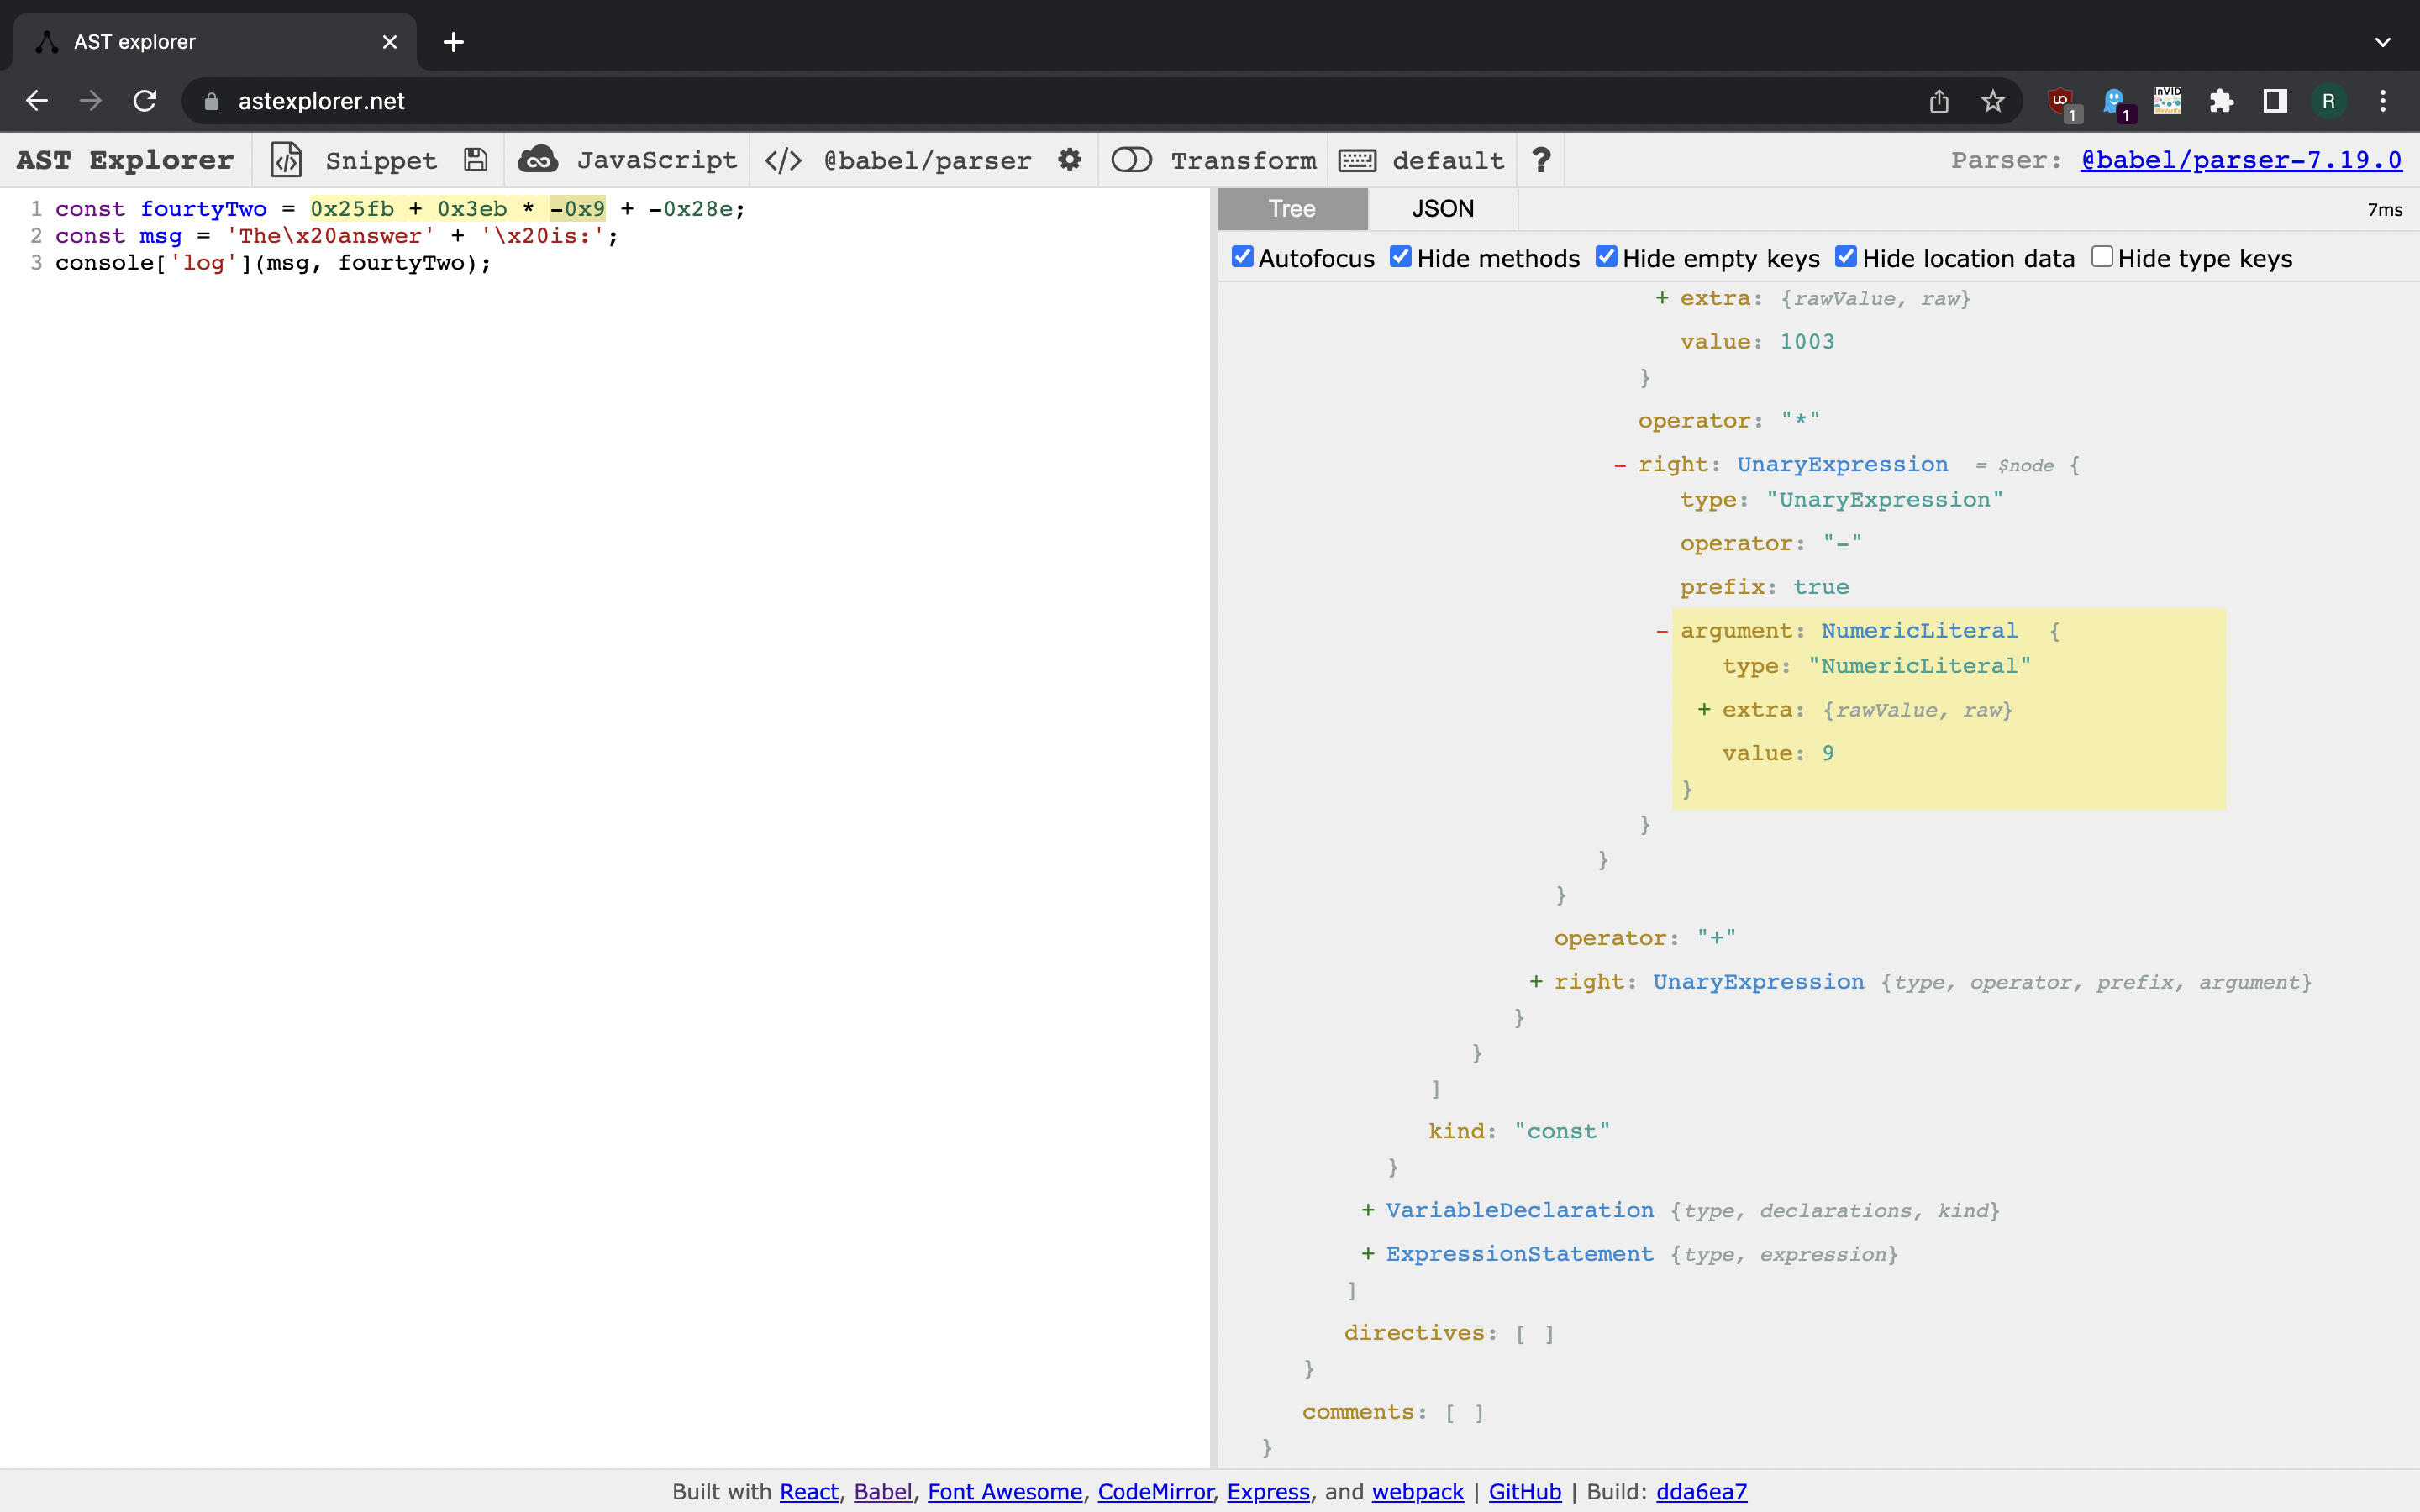 AST explorer
astexplorer.net
UD 1 1 InVID WeVerify R
AST Explorer Snippet JavaScript </> @babel/parser Transform default ? Parser: @babel/parser-7.19.0
1 const fourtyTwo = 0x25fb + 0x3eb * -0x9 + -0x28e;
2 const msg = 'The\x20answer' + '\x20is:';
3 console['log'](msg, fourtyTwo);
Tree JSON 7ms
Autofocus Hide methods Hide empty keys Hide location data Hide type keys
+ extra: {rawValue, raw}
value: 1003
}
operator: "*"
- right: UnaryExpression = $node {
type: "UnaryExpression"
operator: "-"
prefix: true
- argument: NumericLiteral {
type: "NumericLiteral"
+ extra: {rawValue, raw}
value: 9
}
}
}
}
operator: "+"
+ right: UnaryExpression {type, operator, prefix, argument}
}
}
]
kind: "const"
}
+ VariableDeclaration {type, declarations, kind}
+ ExpressionStatement {type, expression}
]
directives: [ ]
}
comments: [ ]
}
Built with React, Babel, Font Awesome, CodeMirror, Express, and webpack | GitHub | Build: dda6ea7